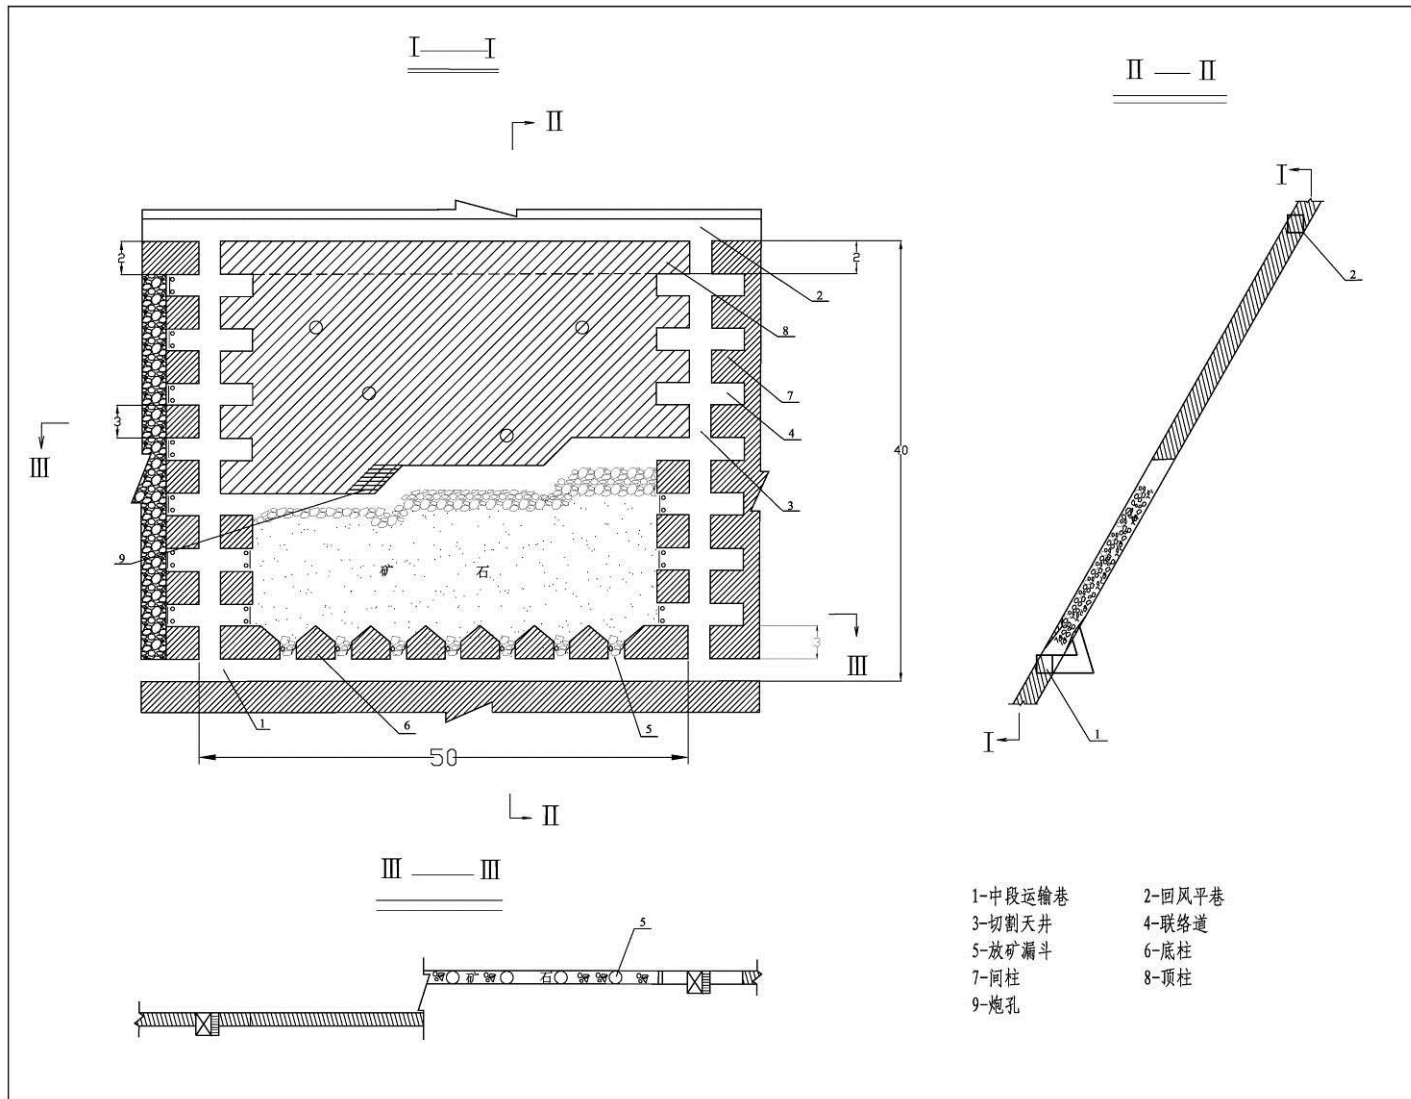 I——I
II — II
II
I
2
2
2
2
8
7
3
4
III
40
3
9
矿 石
3
III
1
6
5
I
1
50
II
III —— III
5
矿 石
1-中段运输巷 2-回风平巷
3-切割天井 4-联络道
5-放矿漏斗 6-底柱
7-间柱 8-顶柱
9-炮孔